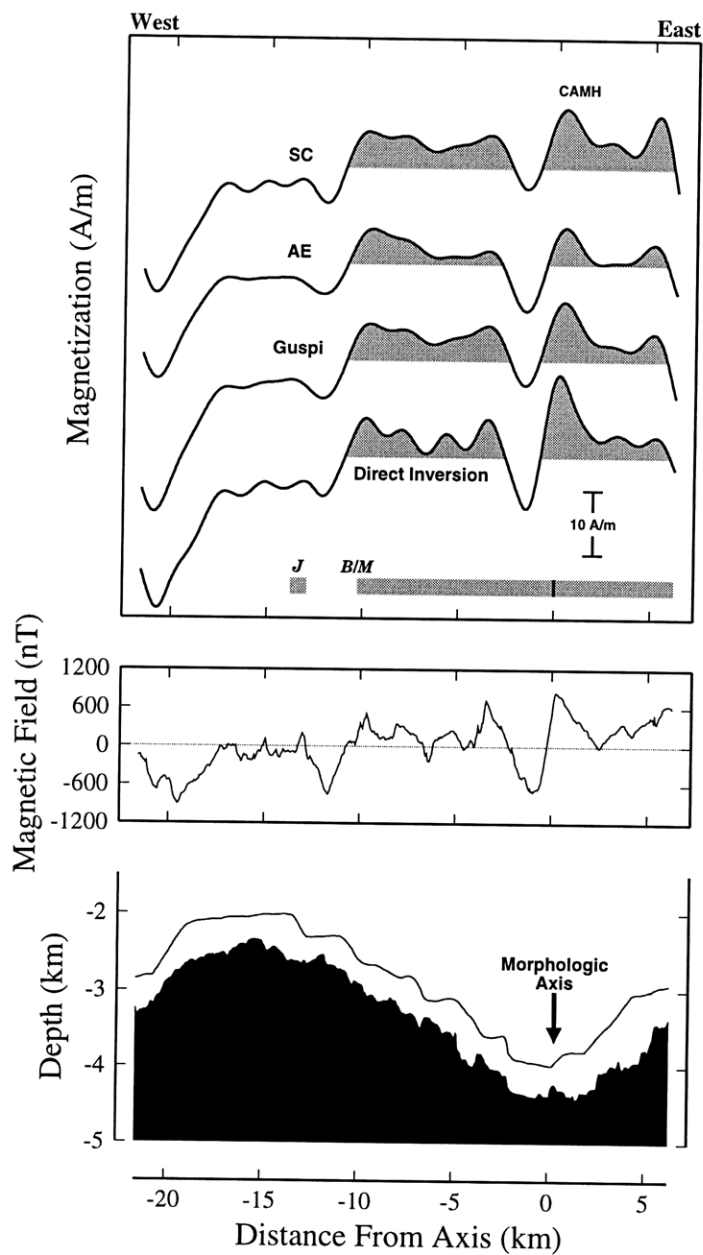 West East
CAMH
SC
AE
Guspi
Direct Inversion
10 A/m
J B/M
Magnetization (A/m)
1200
600
0
-600
-1200
Magnetic Field (nT)
-2
-3
-4
-5
Depth (km)
Morphologic
Axis
-20 -15 -10 -5 0 5
Distance From Axis (km)